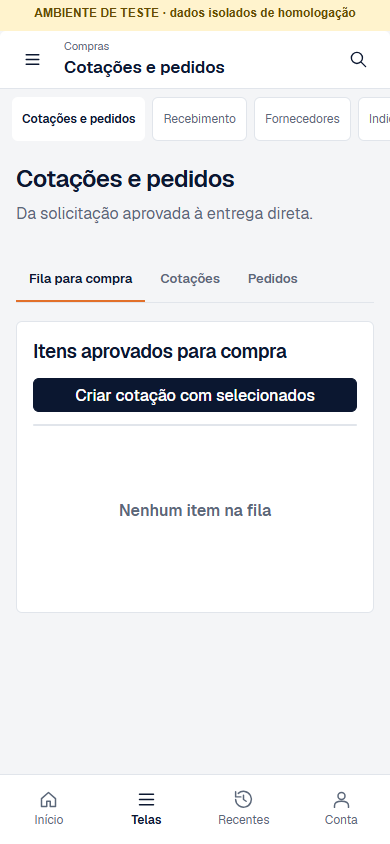 AMBIENTE DE TESTE · dados isolados de homologação
Compras
Cotações e pedidos
Cotações e pedidos
Recebimento
Fornecedores
Indi
Cotações e pedidos
Da solicitação aprovada à entrega direta.
Fila para compra
Cotações
Pedidos
Itens aprovados para compra
Criar cotação com selecionados
Nenhum item na fila
Início
Telas
Recentes
Conta